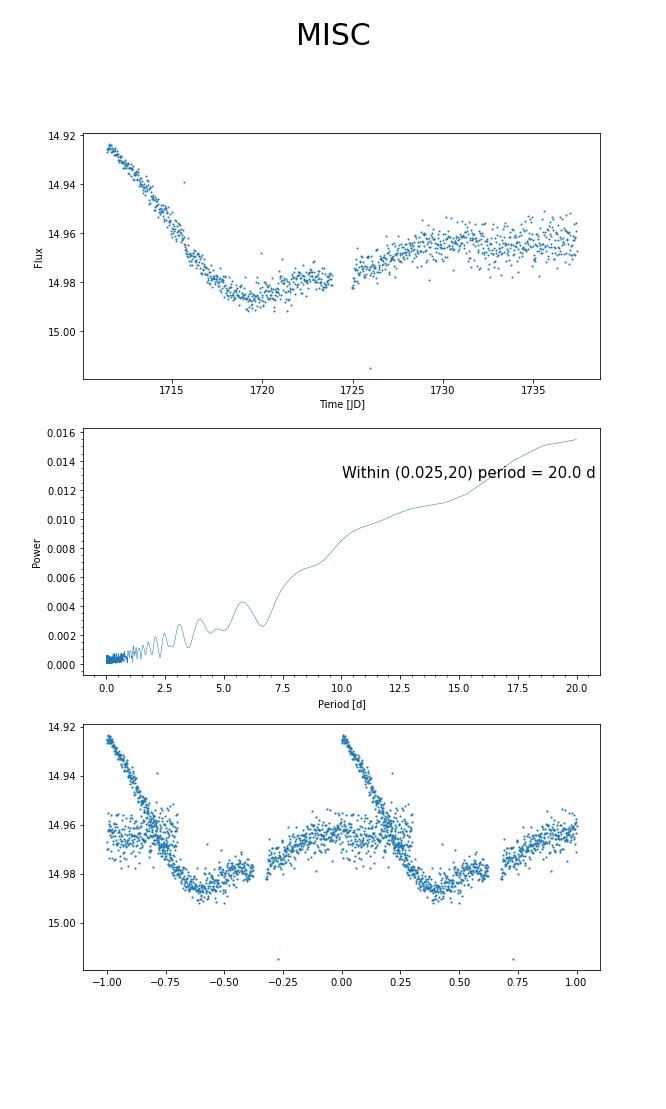 MISC
14.92
14.94
14.96
14.98
15.00
Flux
1715 1720 1725 1730 1735
Time [JD]
0.016
0.014
0.012
0.010
0.008
0.006
0.004
0.002
0.000
Power
Within (0.025,20) period = 20.0 d
0.0 2.5 5.0 7.5 10.0 12.5 15.0 17.5 20.0
Period [d]
14.92
14.94
14.96
14.98
15.00
−1.00 −0.75 −0.50 −0.25 0.00 0.25 0.50 0.75 1.00